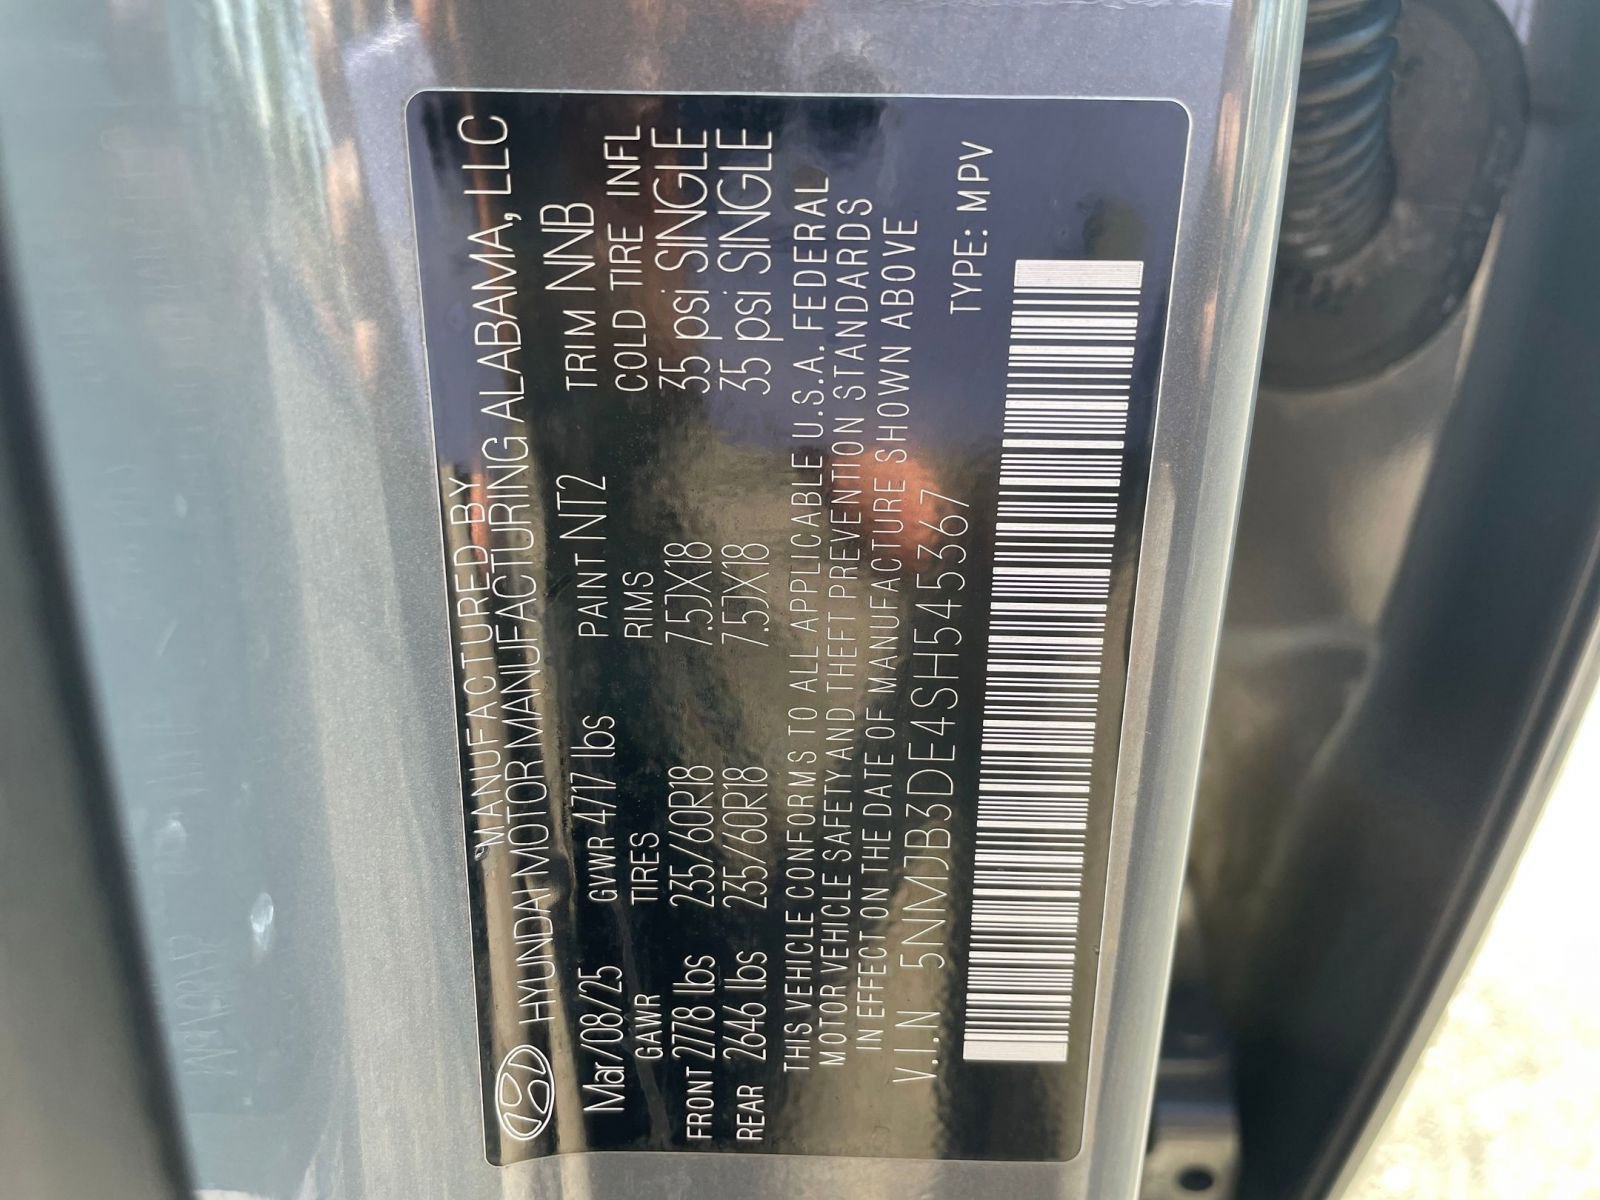 MANUFACTURED BY
HYUNDAI MOTOR MANUFACTURING ALABAMA, LLC
Mar/08/25 GVWR 4717 lbs PAINT NT2 TRIM NNB
GAWR TIRES RIMS COLD TIRE INFL
FRONT 2778 lbs 235/60R18 7.5JX18 35 psi SINGLE
REAR 2646 lbs 235/60R18 7.5JX18 35 psi SINGLE
THIS VEHICLE CONFORMS TO ALL APPLICABLE U.S.A. FEDERAL
MOTOR VEHICLE SAFETY AND THEFT PREVENTION STANDARDS
IN EFFECT ON THE DATE OF MANUFACTURE SHOWN ABOVE
V.I.N 5NMJB3DE4SH545367
TYPE: MPV